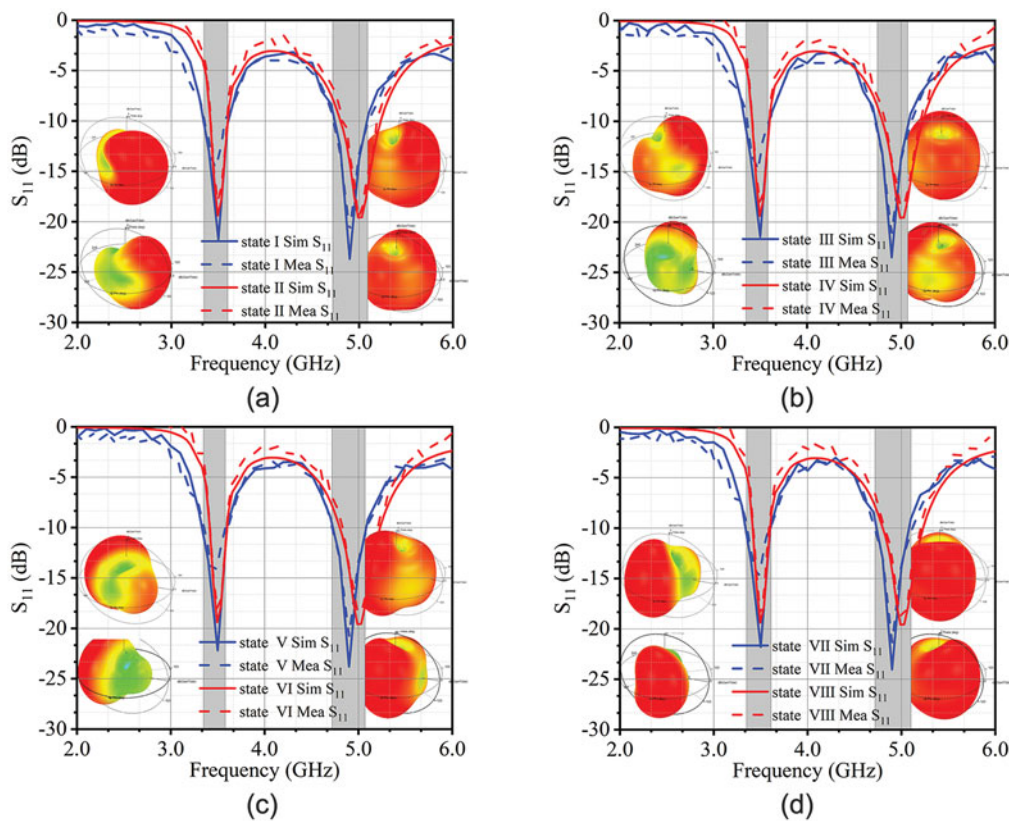 0
-5
-10
-15
-20
-25
-30
S11 (dB)
state I Sim S11
state I Mea S11
state II Sim S11
state II Mea S11
2.0 3.0 4.0 5.0 6.0
Frequency (GHz)
(a)
0
-5
-10
-15
-20
-25
-30
S11 (dB)
state III Sim S11
state III Mea S11
state IV Sim S11
state IV Mea S11
2.0 3.0 4.0 5.0 6.0
Frequency (GHz)
(b)
0
-5
-10
-15
-20
-25
-30
S11 (dB)
state V Sim S11
state V Mea S11
state VI Sim S11
state VI Mea S11
2.0 3.0 4.0 5.0 6.0
Frequency (GHz)
(c)
0
-5
-10
-15
-20
-25
-30
S11 (dB)
state VII Sim S11
state VII Mea S11
state VIII Sim S11
state VIII Mea S11
2.0 3.0 4.0 5.0 6.0
Frequency (GHz)
(d)